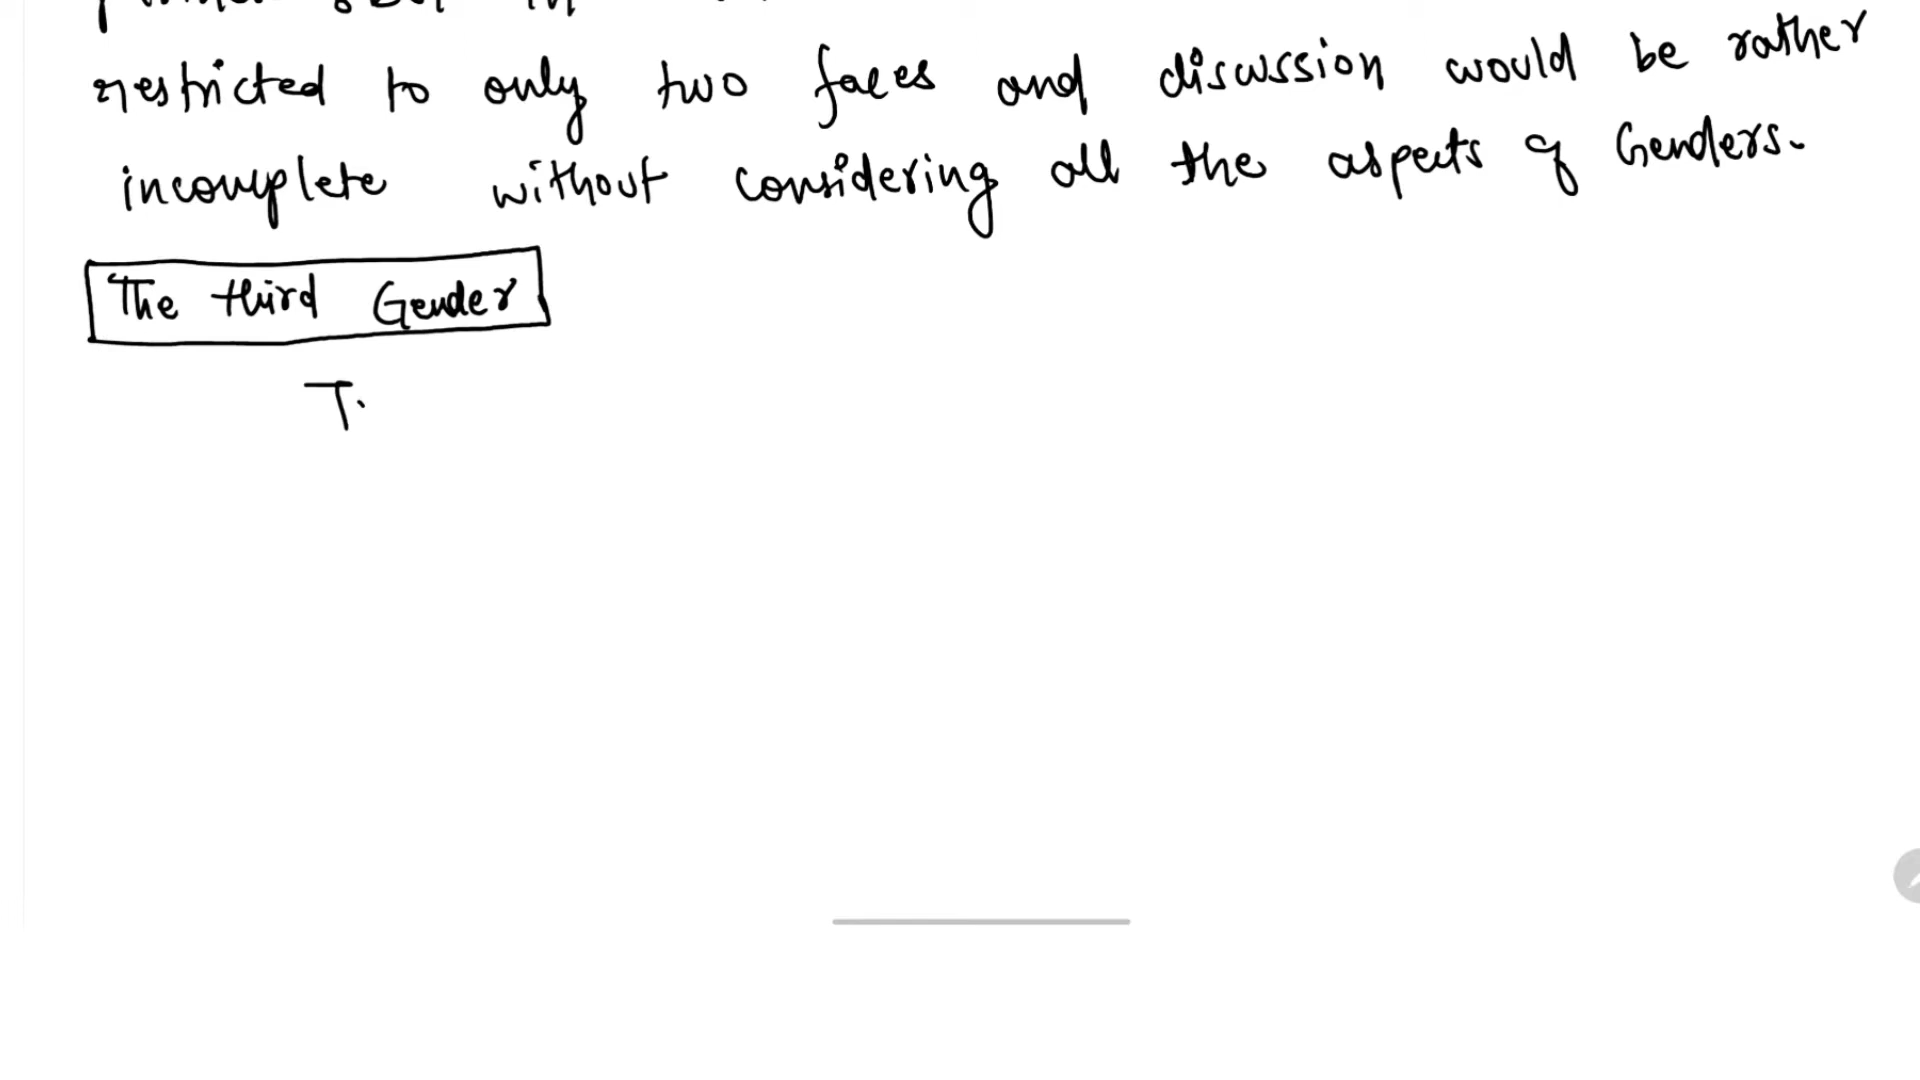 restricted to only two faces and discussion would be rather
incomplete without considering all the aspects of Genders.
The third Gender
T